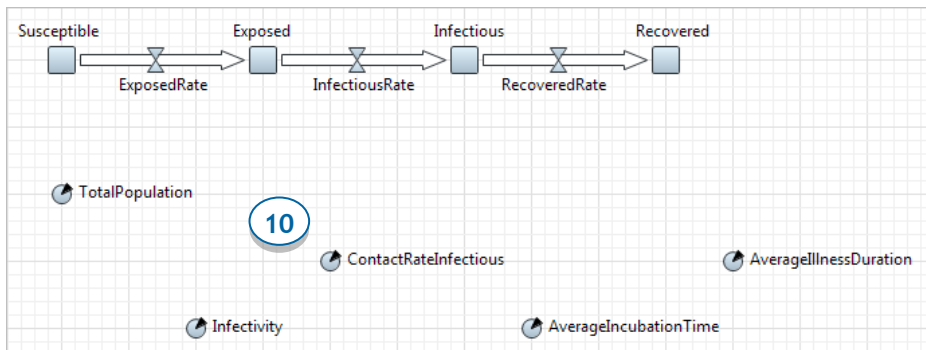 Susceptible Exposed Infectious Recovered
ExposedRate InfectiousRate RecoveredRate
TotalPopulation
10
ContactRateInfectious AverageIllnessDuration
Infectivity AverageIncubationTime